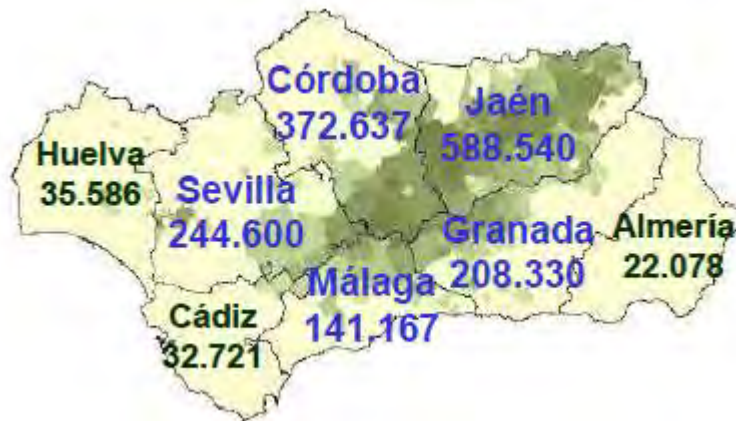 Córdoba
372.637
Jaén
588.540
Huelva
35.586
Sevilla
244.600
Granada
208.330
Almería
22.078
Málaga
141.167
Cádiz
32.721